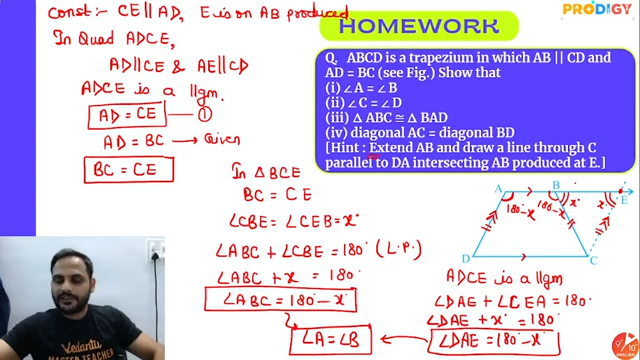 Const:- CE||AD, E is on AB produced
In Quad ADCE,
AD||CE & AE||CD
ADCE is a ||gm.
AD = CE — ①
AD = BC → Given
BC = CE
PRODIGY
HOMEWORK
Q. ABCD is a trapezium in which AB || CD and
AD = BC (see Fig.) Show that
(i) ∠A = ∠B
(ii) ∠C = ∠D
(iii) Δ ABC ≅ Δ BAD
(iv) diagonal AC = diagonal BD
[Hint : Extend AB and draw a line through C
parallel to DA intersecting AB produced at E.]
In Δ BCE
BC = CE
∠CBE = ∠CEB = x°
∠ABC + ∠CBE = 180° (L.P.)
∠ABC + x = 180°
∠ABC = 180° - x°
∠A = ∠B
A B E
180-x 180-x x° x°
D C
ADCE is a ||gm
∠DAE + ∠CEA = 180°
∠DAE + x° = 180°
∠DAE = 180° - x°
Vedantu
MASTER TEACHER